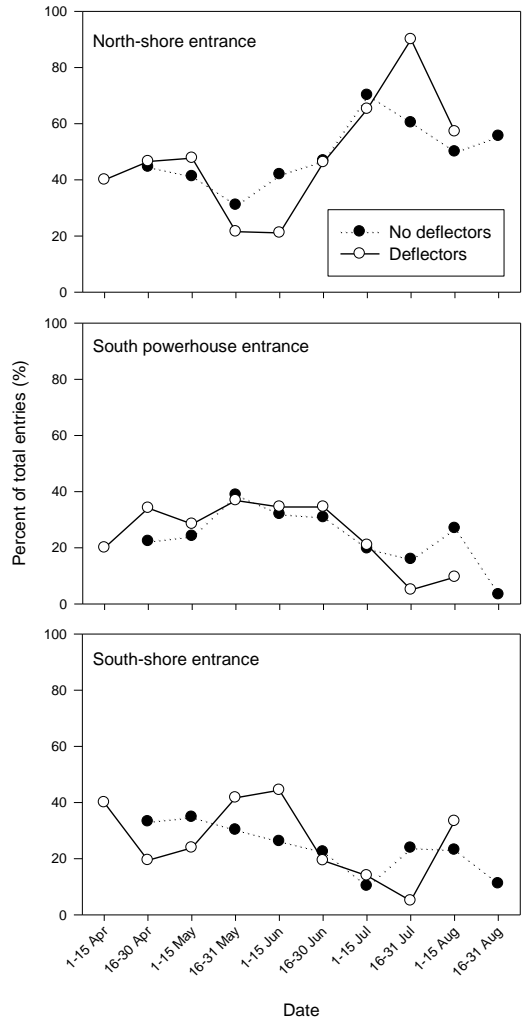 Percent of total entries (%)
North-shore entrance
100
80
60
40
20
0
No deflectors
Deflectors
South powerhouse entrance
100
80
60
40
20
0
South-shore entrance
100
80
60
40
20
0
1-15 Apr
16-30 Apr
1-15 May
16-31 May
1-15 Jun
16-30 Jun
1-15 Jul
16-31 Jul
1-15 Aug
16-31 Aug
Date